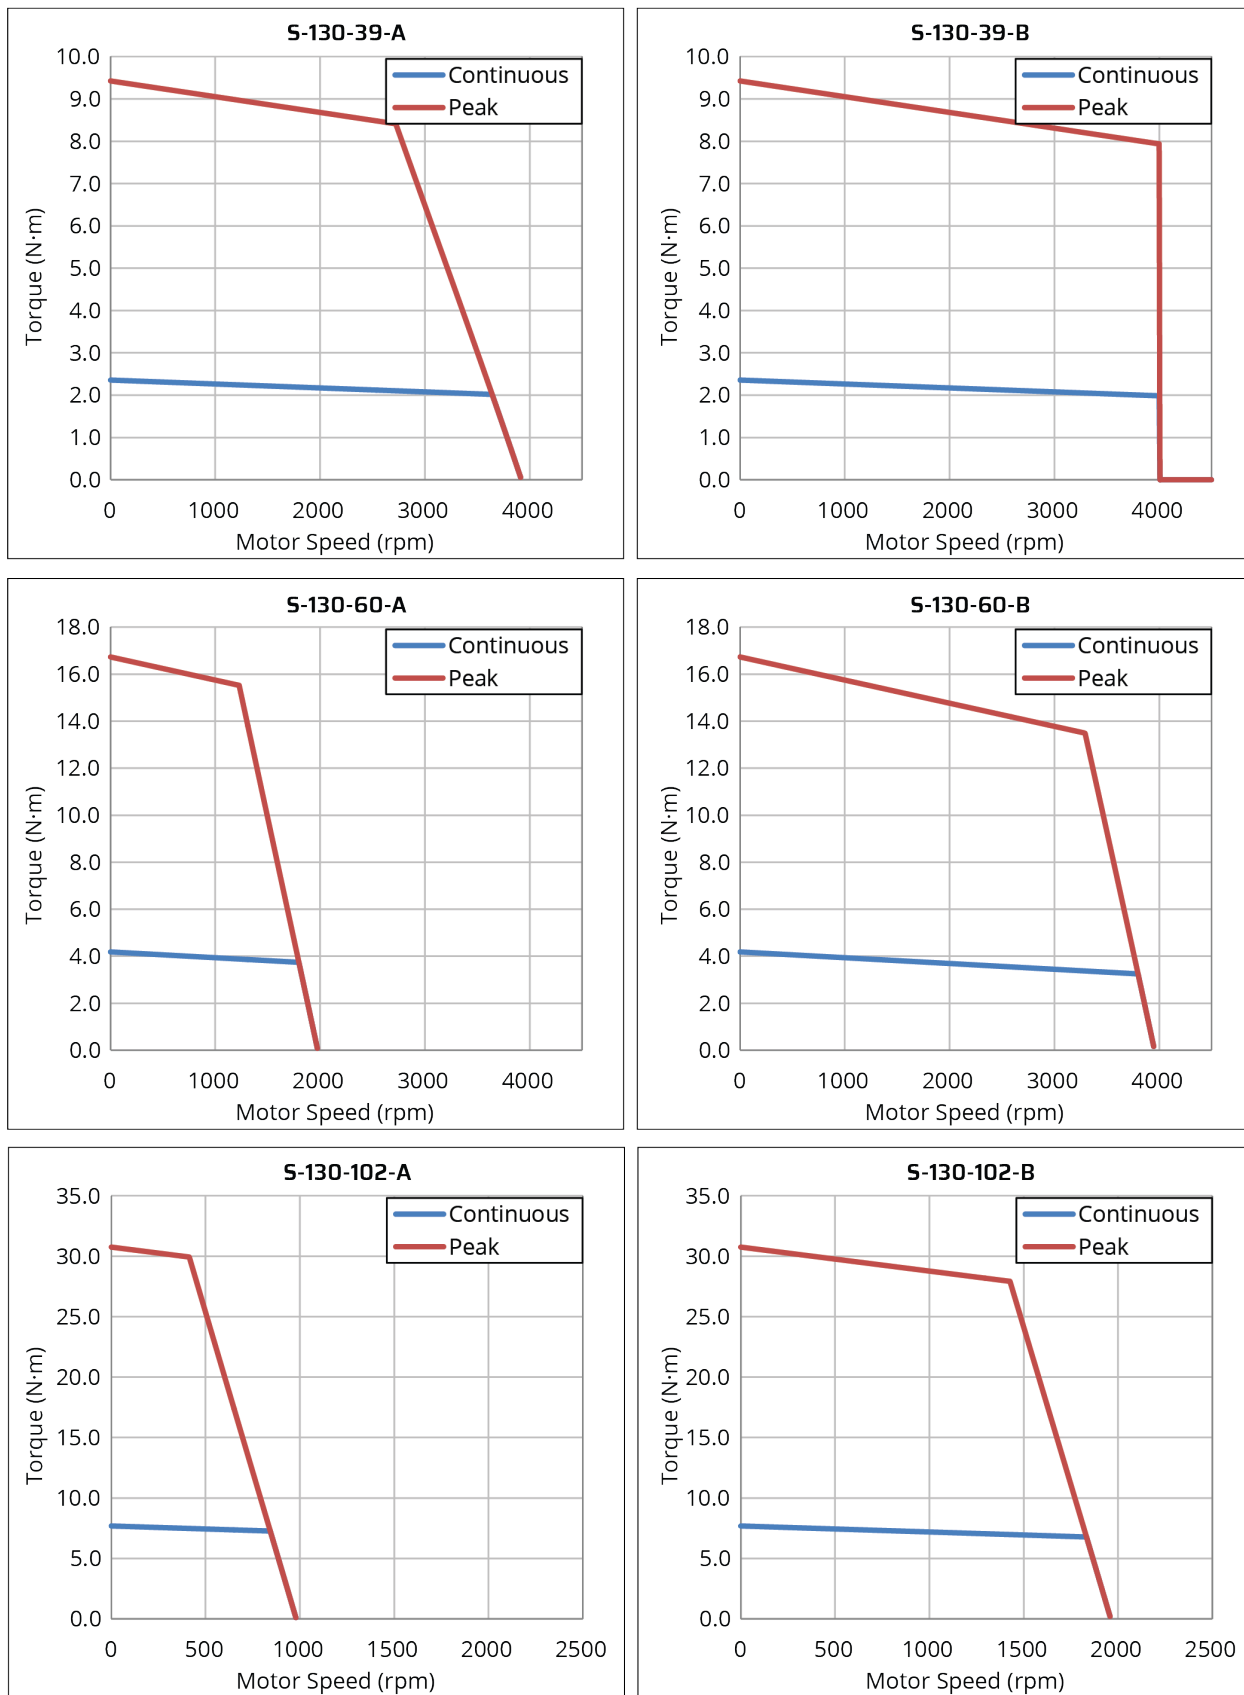 S-130-39-A
10.0
9.0
8.0
7.0
6.0
5.0
4.0
3.0
2.0
1.0
0.0
Torque (N·m)
Continuous
Peak
0 1000 2000 3000 4000
Motor Speed (rpm)
S-130-39-B
10.0
9.0
8.0
7.0
6.0
5.0
4.0
3.0
2.0
1.0
0.0
Torque (N·m)
Continuous
Peak
0 1000 2000 3000 4000
Motor Speed (rpm)
S-130-60-A
18.0
16.0
14.0
12.0
10.0
8.0
6.0
4.0
2.0
0.0
Torque (N·m)
Continuous
Peak
0 1000 2000 3000 4000
Motor Speed (rpm)
S-130-60-B
18.0
16.0
14.0
12.0
10.0
8.0
6.0
4.0
2.0
0.0
Torque (N·m)
Continuous
Peak
0 1000 2000 3000 4000
Motor Speed (rpm)
S-130-102-A
35.0
30.0
25.0
20.0
15.0
10.0
5.0
0.0
Torque (N·m)
Continuous
Peak
0 500 1000 1500 2000 2500
Motor Speed (rpm)
S-130-102-B
35.0
30.0
25.0
20.0
15.0
10.0
5.0
0.0
Torque (N·m)
Continuous
Peak
0 500 1000 1500 2000 2500
Motor Speed (rpm)